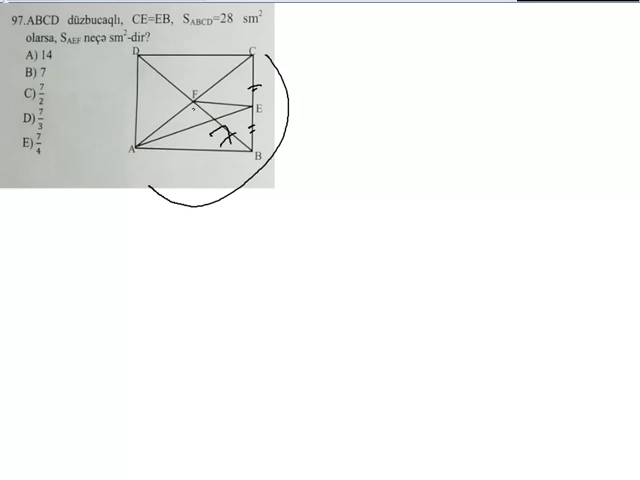 97.ABCD düzbucaqlı, CE=EB, S_ABCD=28 sm²
olarsa, S_AEF neçə sm²-dir?
A) 14
B) 7
C) 7/2
D) 7/3
E) 7/4
D C
F
E
7
A
B